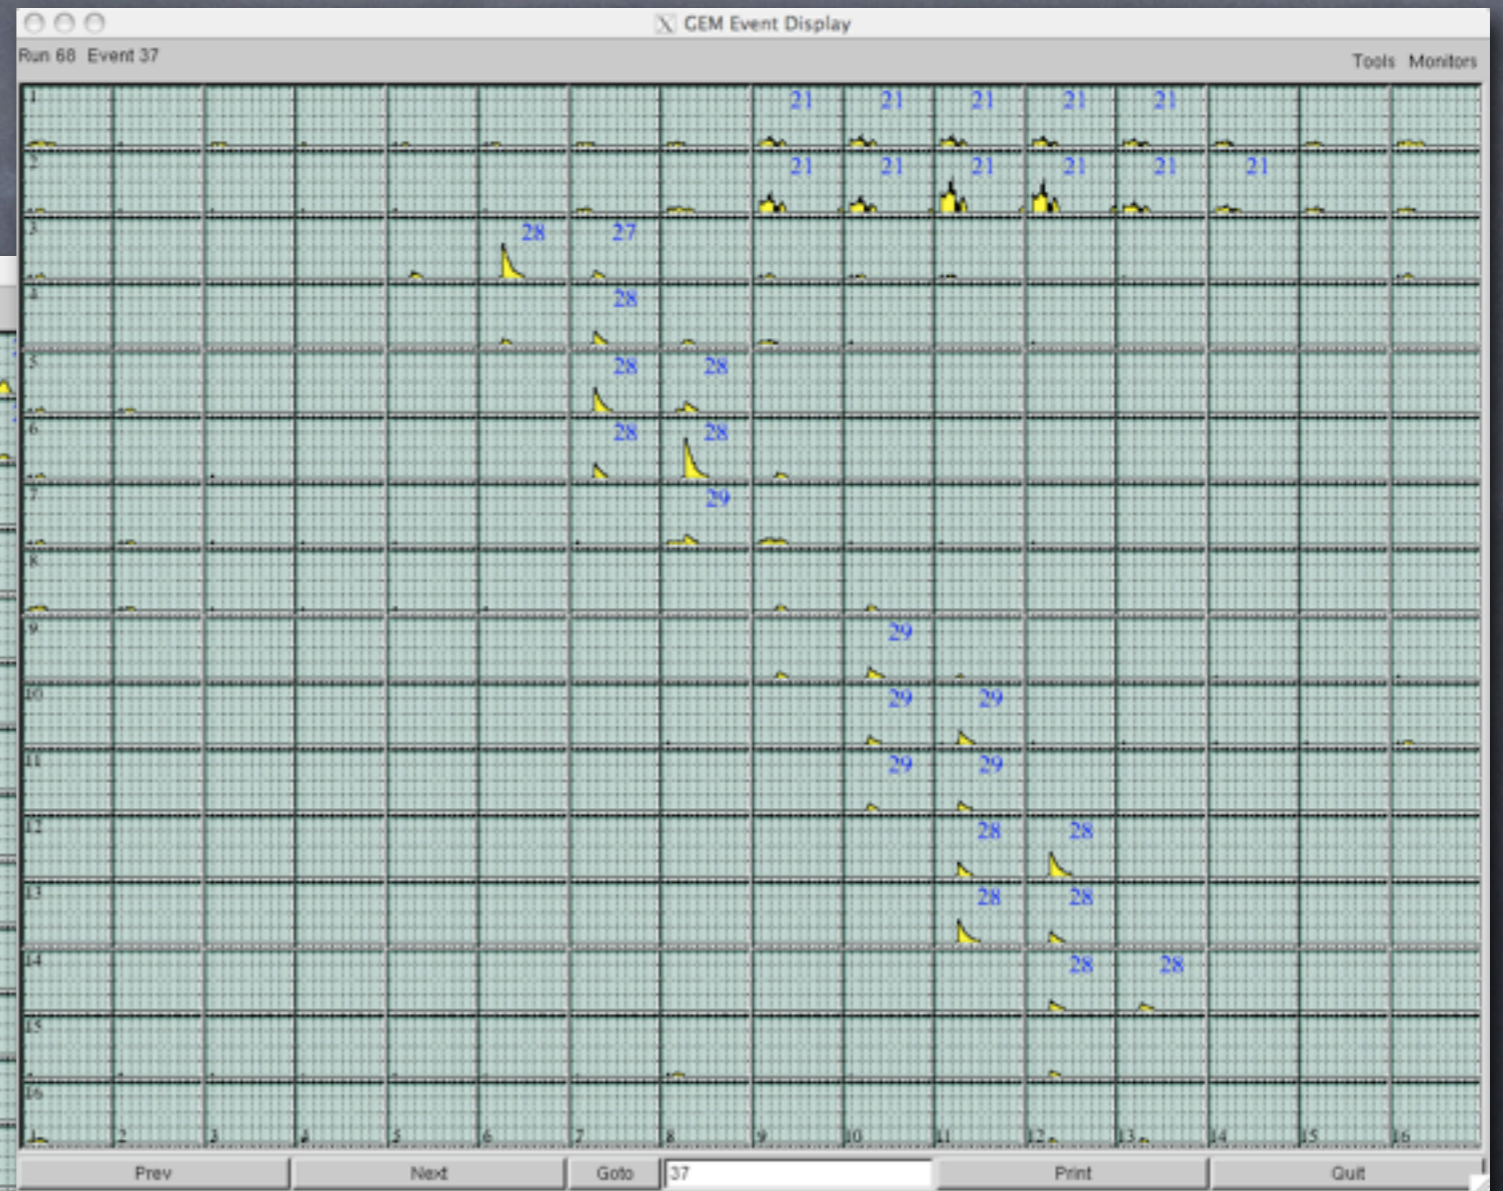 GEM Event Display
Run 68 Event 37
Tools Monitors
1 21 21 21 21 21
2 21 21 21 21 21 21
3 28 27
4 28
5 28 28
6 28 28
7 29
8
9 29
10 29 29
11 29 29
12 28 28
13 28 28
14 28 28
15
16
1 2 3 4 5 6 7 8 9 10 11 12 13 14 15 16
Prev Next Goto 37 Print Quit